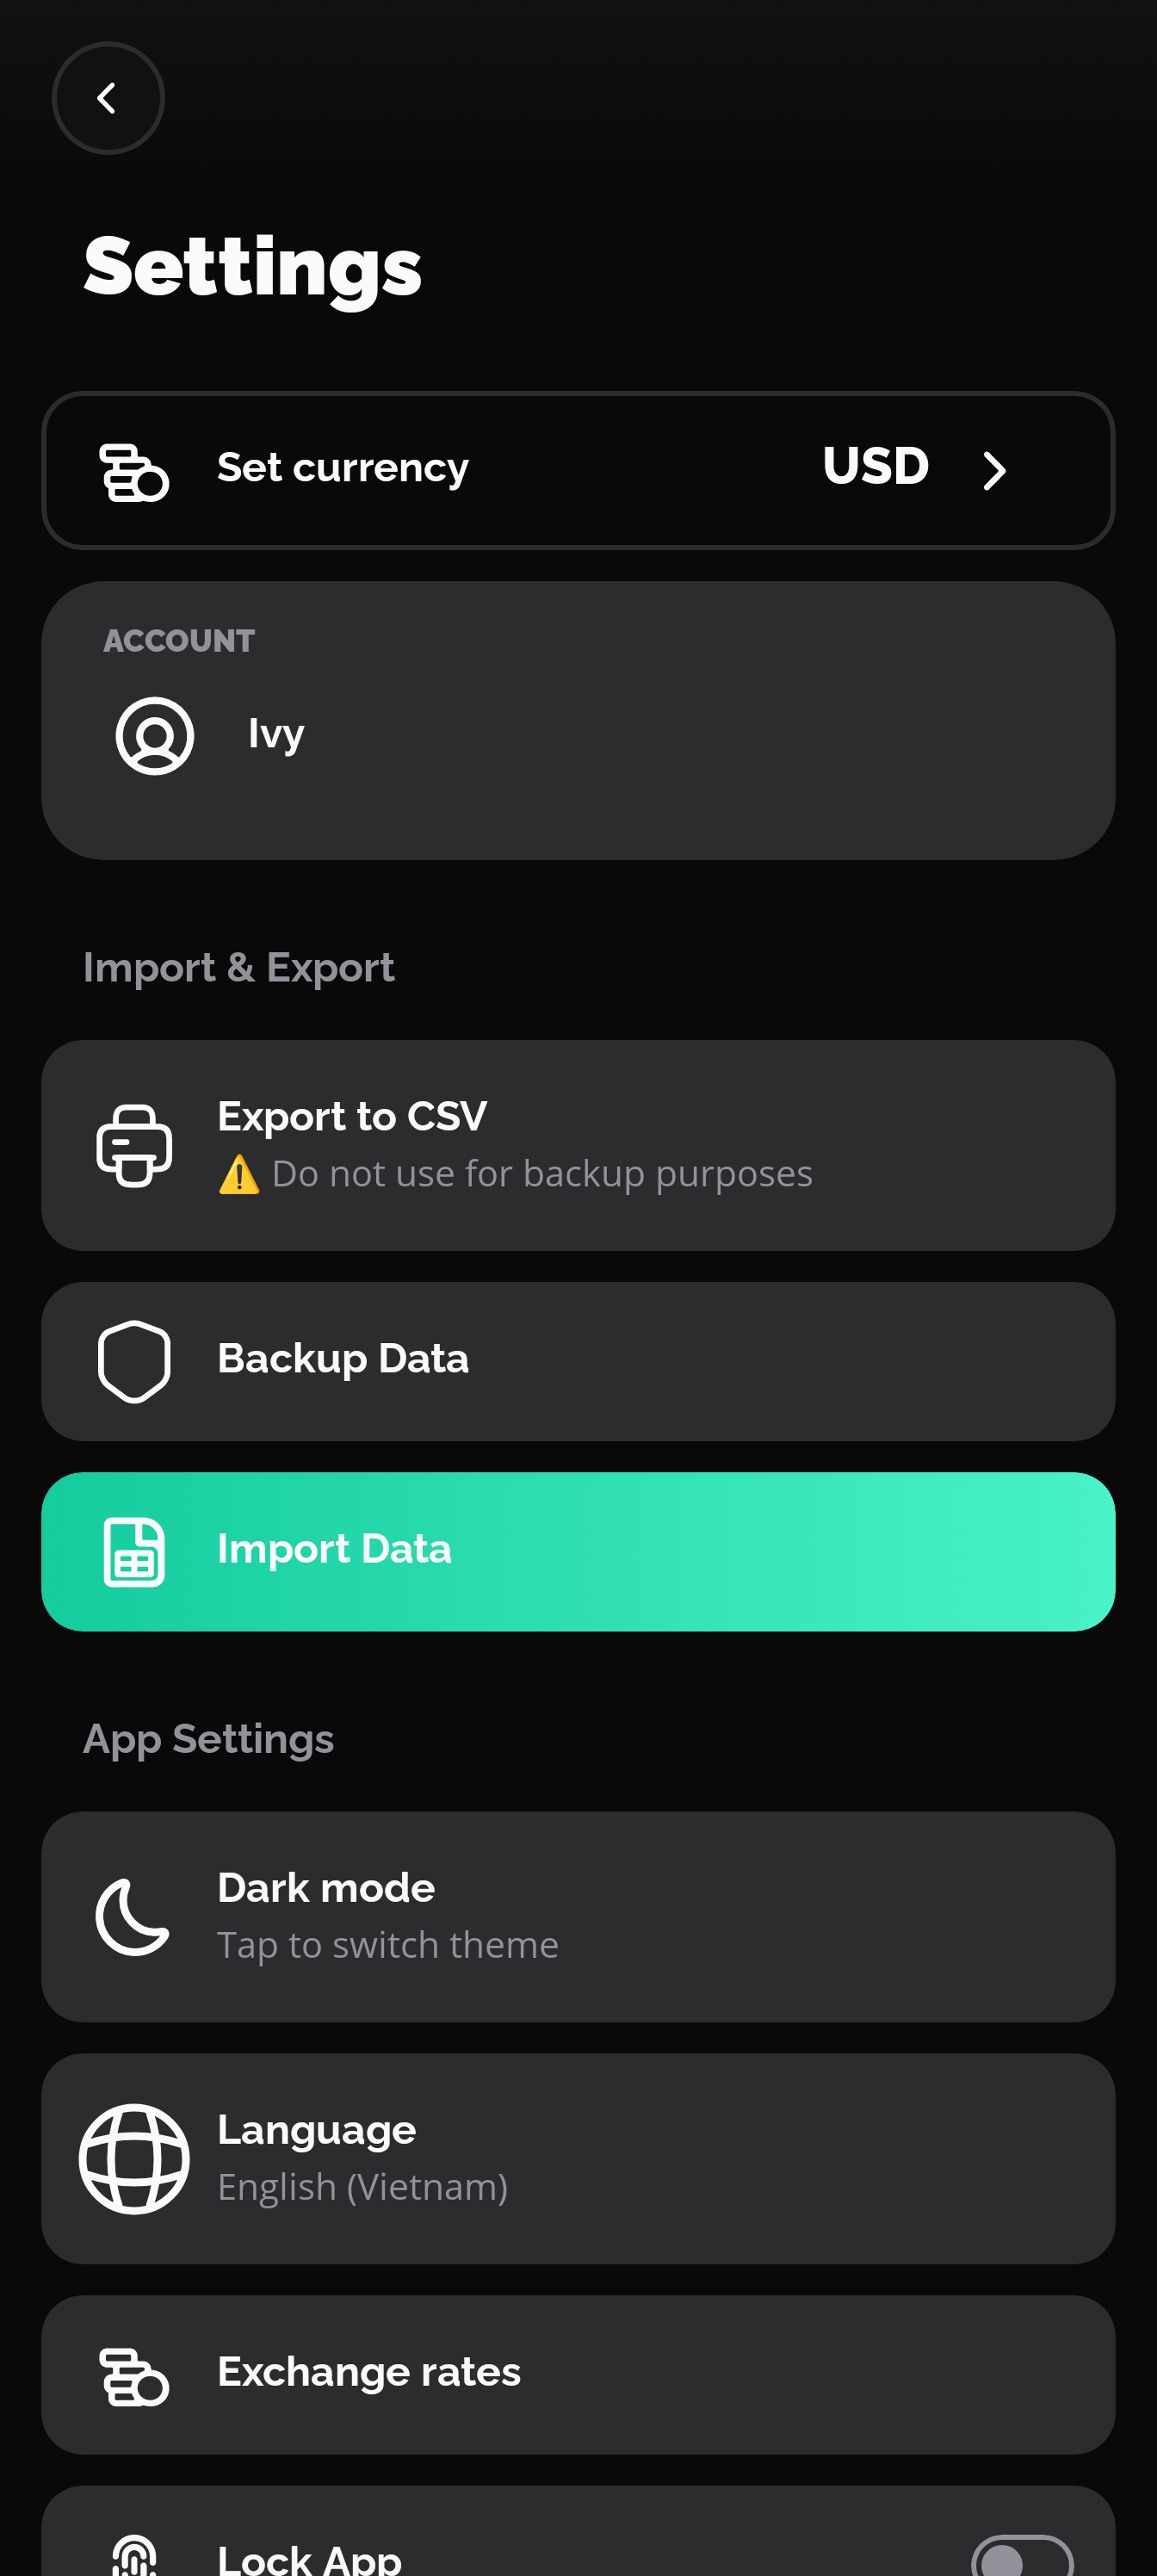 Settings
Set currency
USD
ACCOUNT
Ivy
Import & Export
Export to CSV
⚠️ Do not use for backup purposes
Backup Data
Import Data
App Settings
Dark mode
Tap to switch theme
Language
English (Vietnam)
Exchange rates
Lock App